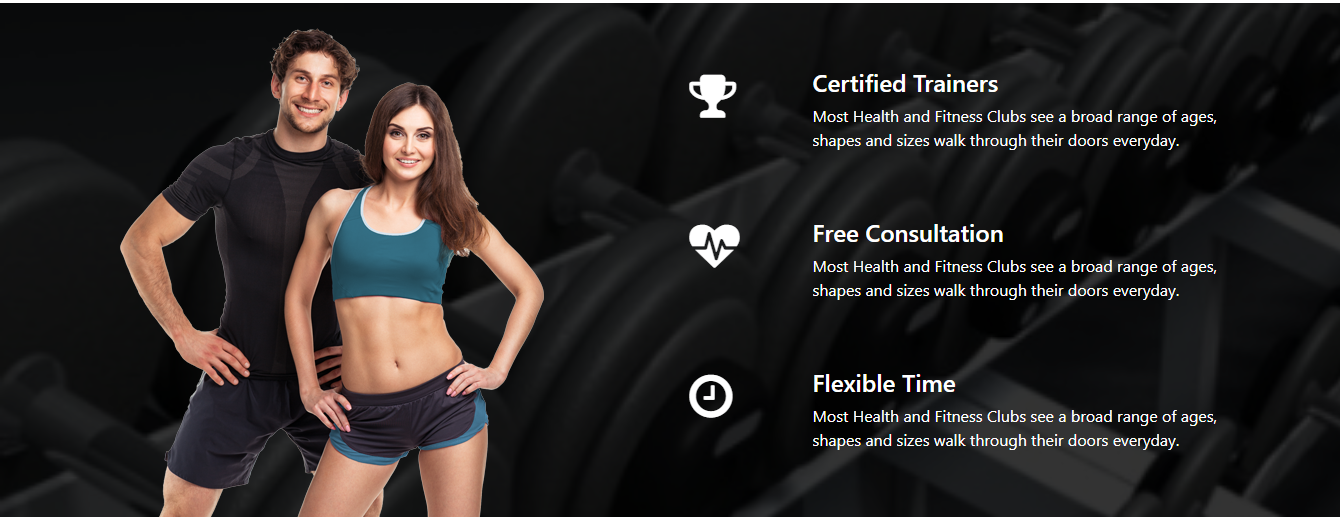 Certified Trainers
Most Health and Fitness Clubs see a broad range of ages,
shapes and sizes walk through their doors everyday.
Free Consultation
Most Health and Fitness Clubs see a broad range of ages,
shapes and sizes walk through their doors everyday.
Flexible Time
Most Health and Fitness Clubs see a broad range of ages,
shapes and sizes walk through their doors everyday.